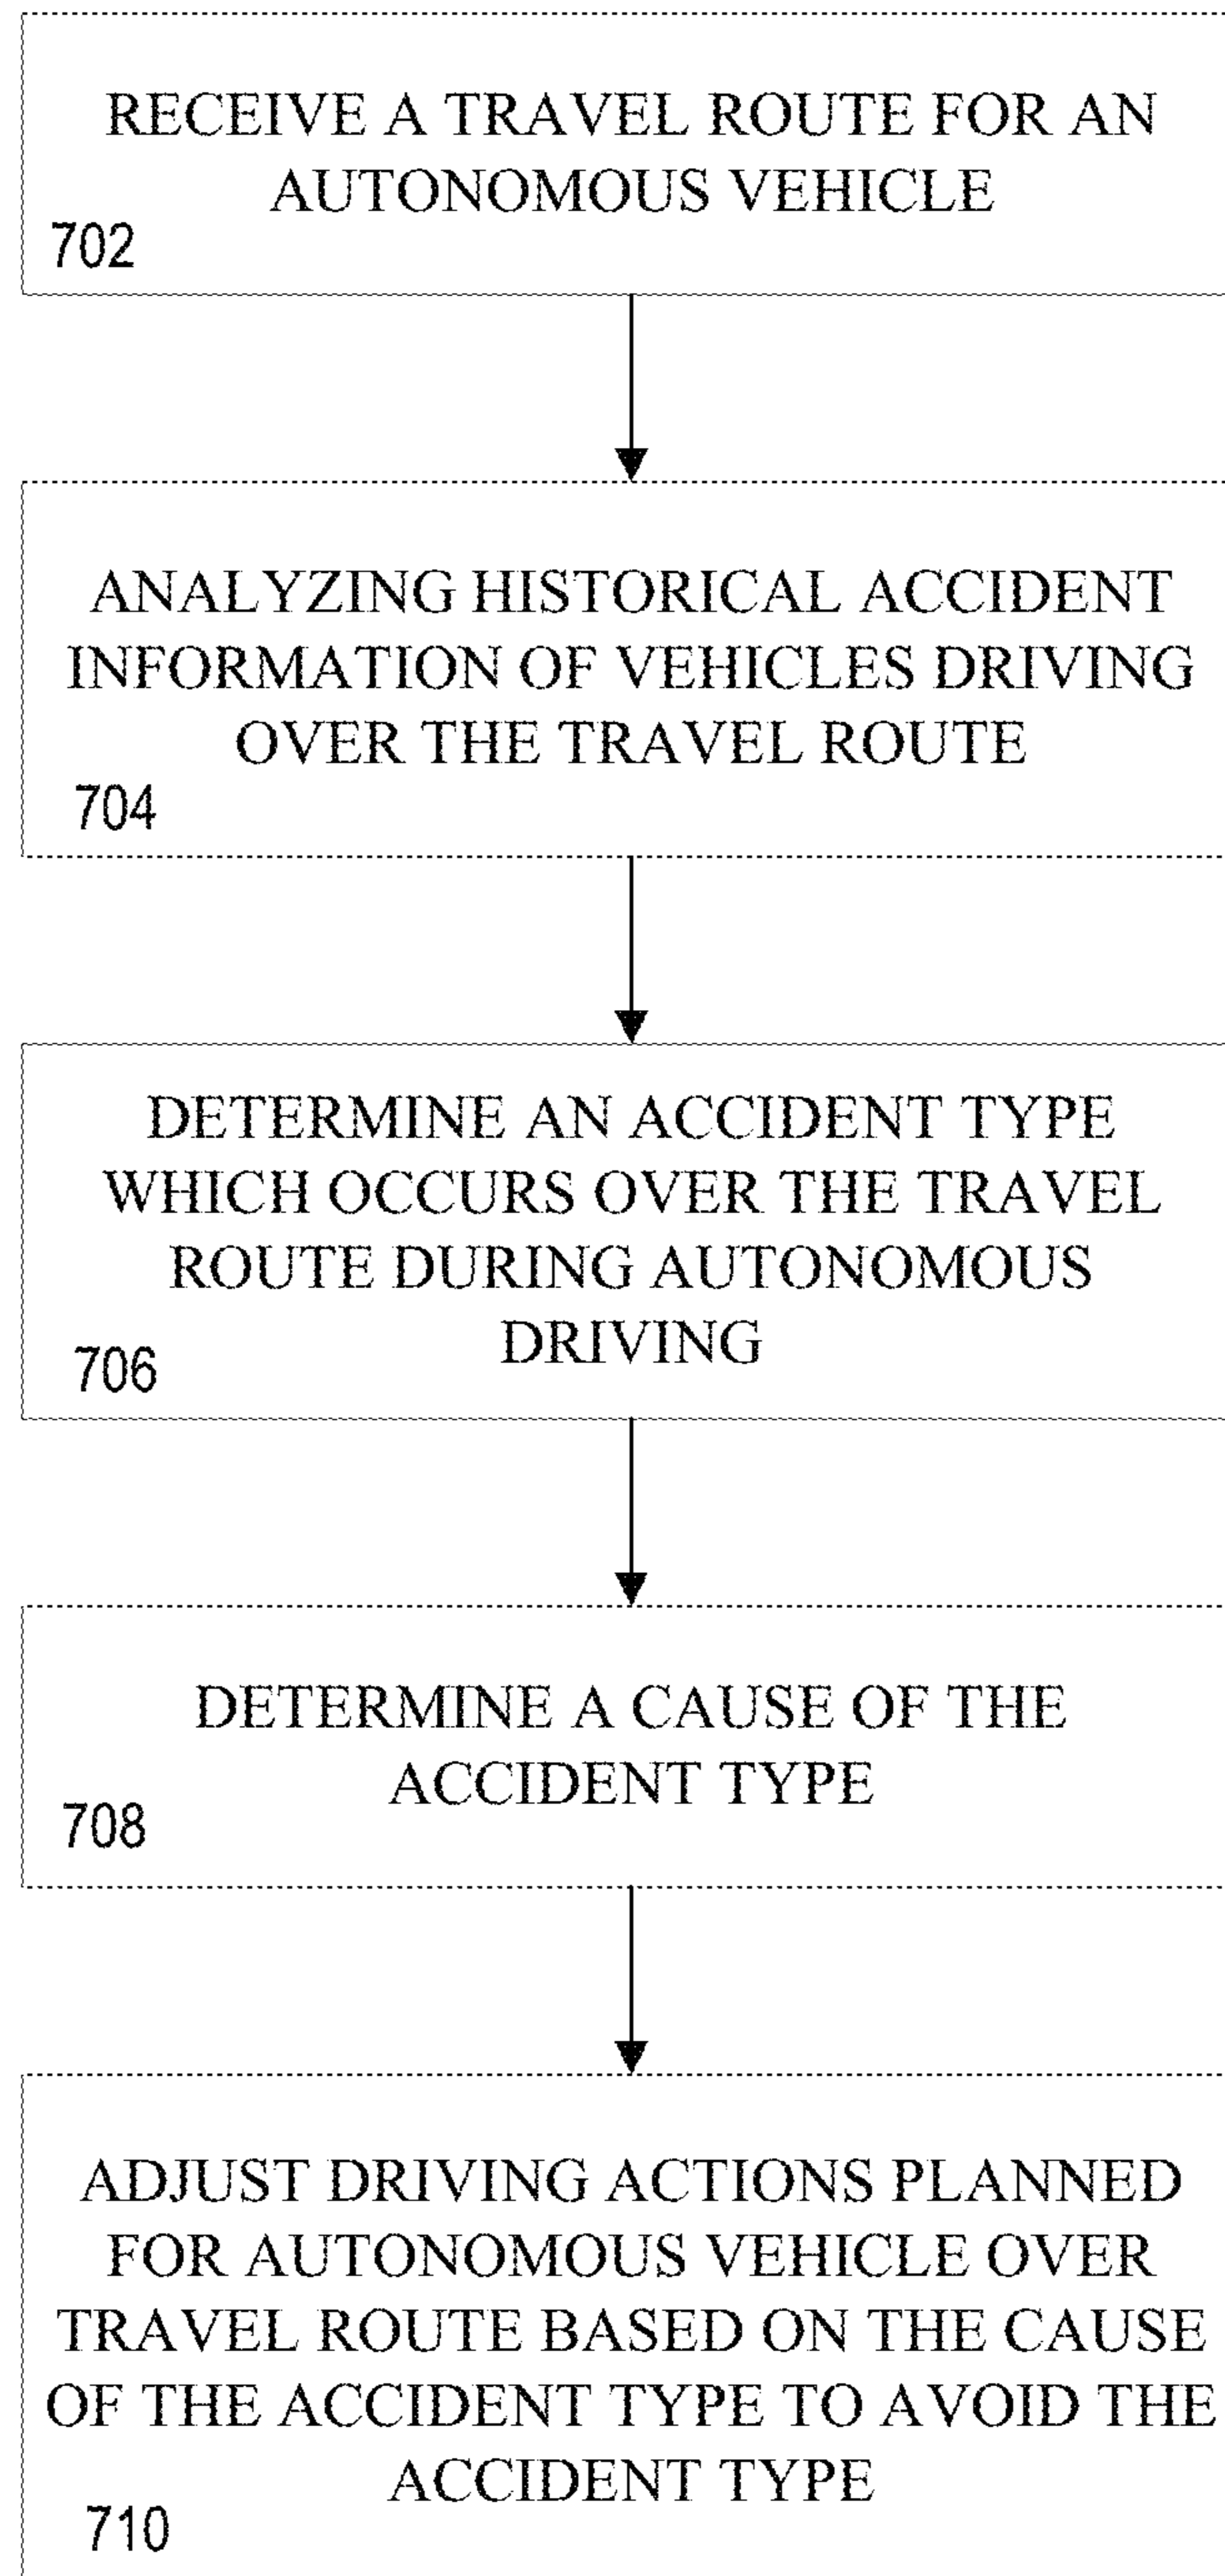 RECEIVE A TRAVEL ROUTE FOR AN
AUTONOMOUS VEHICLE
702
ANALYZING HISTORICAL ACCIDENT
INFORMATION OF VEHICLES DRIVING
OVER THE TRAVEL ROUTE
704
DETERMINE AN ACCIDENT TYPE
WHICH OCCURS OVER THE TRAVEL
ROUTE DURING AUTONOMOUS
DRIVING
706
DETERMINE A CAUSE OF THE
ACCIDENT TYPE
708
ADJUST DRIVING ACTIONS PLANNED
FOR AUTONOMOUS VEHICLE OVER
TRAVEL ROUTE BASED ON THE CAUSE
OF THE ACCIDENT TYPE TO AVOID THE
ACCIDENT TYPE
710